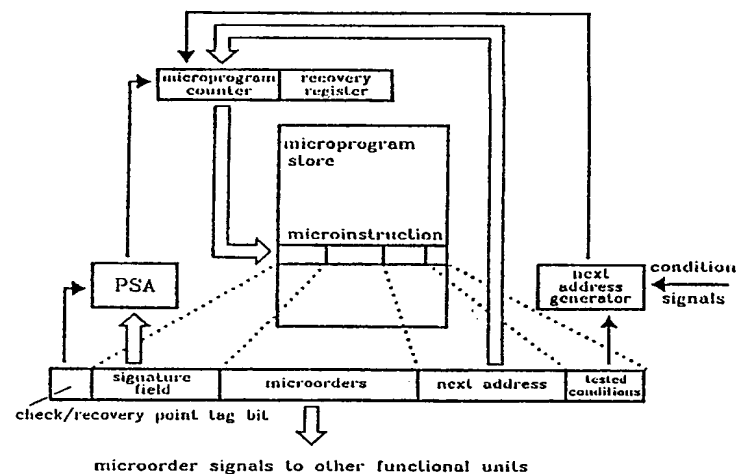 microprogram counter
recovery register
microprogram store
microinstruction
PSA
next address generator
condition signals
signature field
microorders
next address
tested conditions
check/recovery point tag bit
microorder signals to other functional units